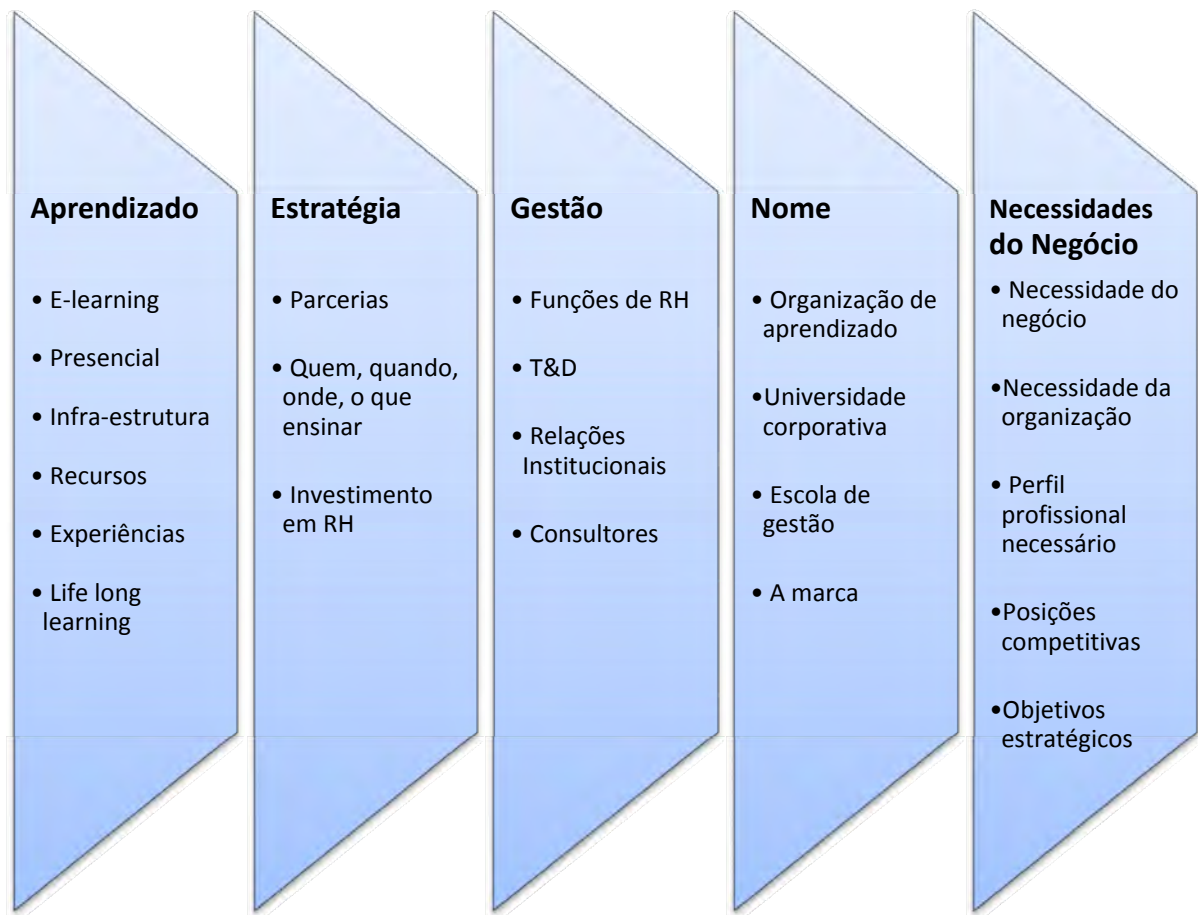 Aprendizado
• E-learning
• Presencial
• Infra-estrutura
• Recursos
• Experiências
• Life long
learning
Estratégia
• Parcerias
• Quem, quando,
onde, o que
ensinar
• Investimento
em RH
Gestão
• Funções de RH
• T&D
• Relações
Institucionais
• Consultores
Nome
• Organização de
aprendizado
•Universidade
corporativa
• Escola de
gestão
• A marca
Necessidades
do Negócio
• Necessidade do
negócio
•Necessidade da
organização
• Perfil
profissional
necessário
•Posições
competitivas
•Objetivos
estratégicos